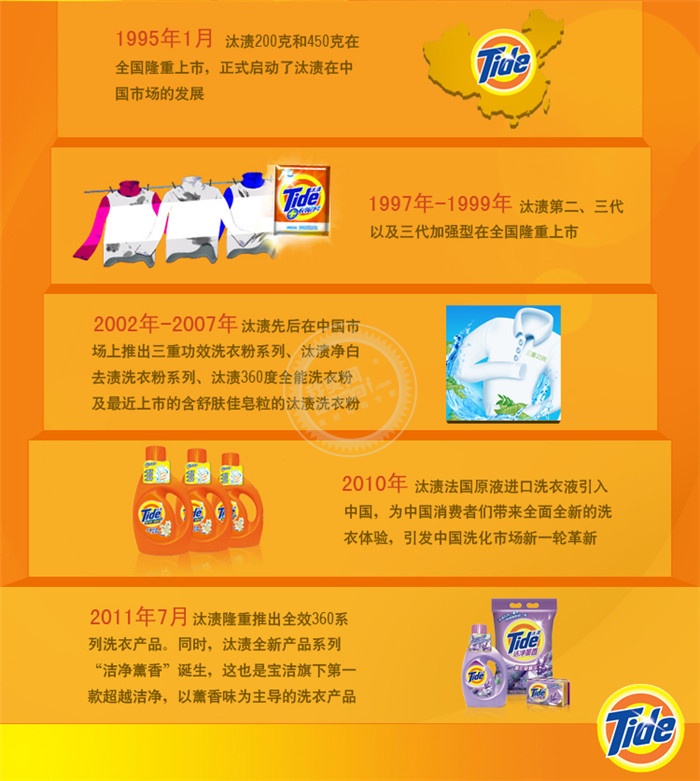 1995年1月 汰渍200克和450克在
全国隆重上市，正式启动了汰渍在中
国市场的发展
Tide
Tide
1997年-1999年 汰渍第二、三代
以及三代加强型在全国隆重上市
2002年-2007年 汰渍先后在中国市
场上推出三重功效洗衣粉系列、汰渍净白
去渍洗衣粉系列、汰渍360度全能洗衣粉
及最近上市的含舒肤佳皂粒的汰渍洗衣粉
2010年 汰渍法国原液进口洗衣液引入
中国，为中国消费者们带来全面全新的洗
衣体验，引发中国洗化市场新一轮革新
Tide
Tide
Tide
2011年7月 汰渍隆重推出全效360系
列洗衣产品。同时，汰渍全新产品系列
“洁净薰香”诞生，这也是宝洁旗下第一
款超越洁净，以薰香味为主导的洗衣产品
Tide
洁净薰香
Tide
Tide
Tide